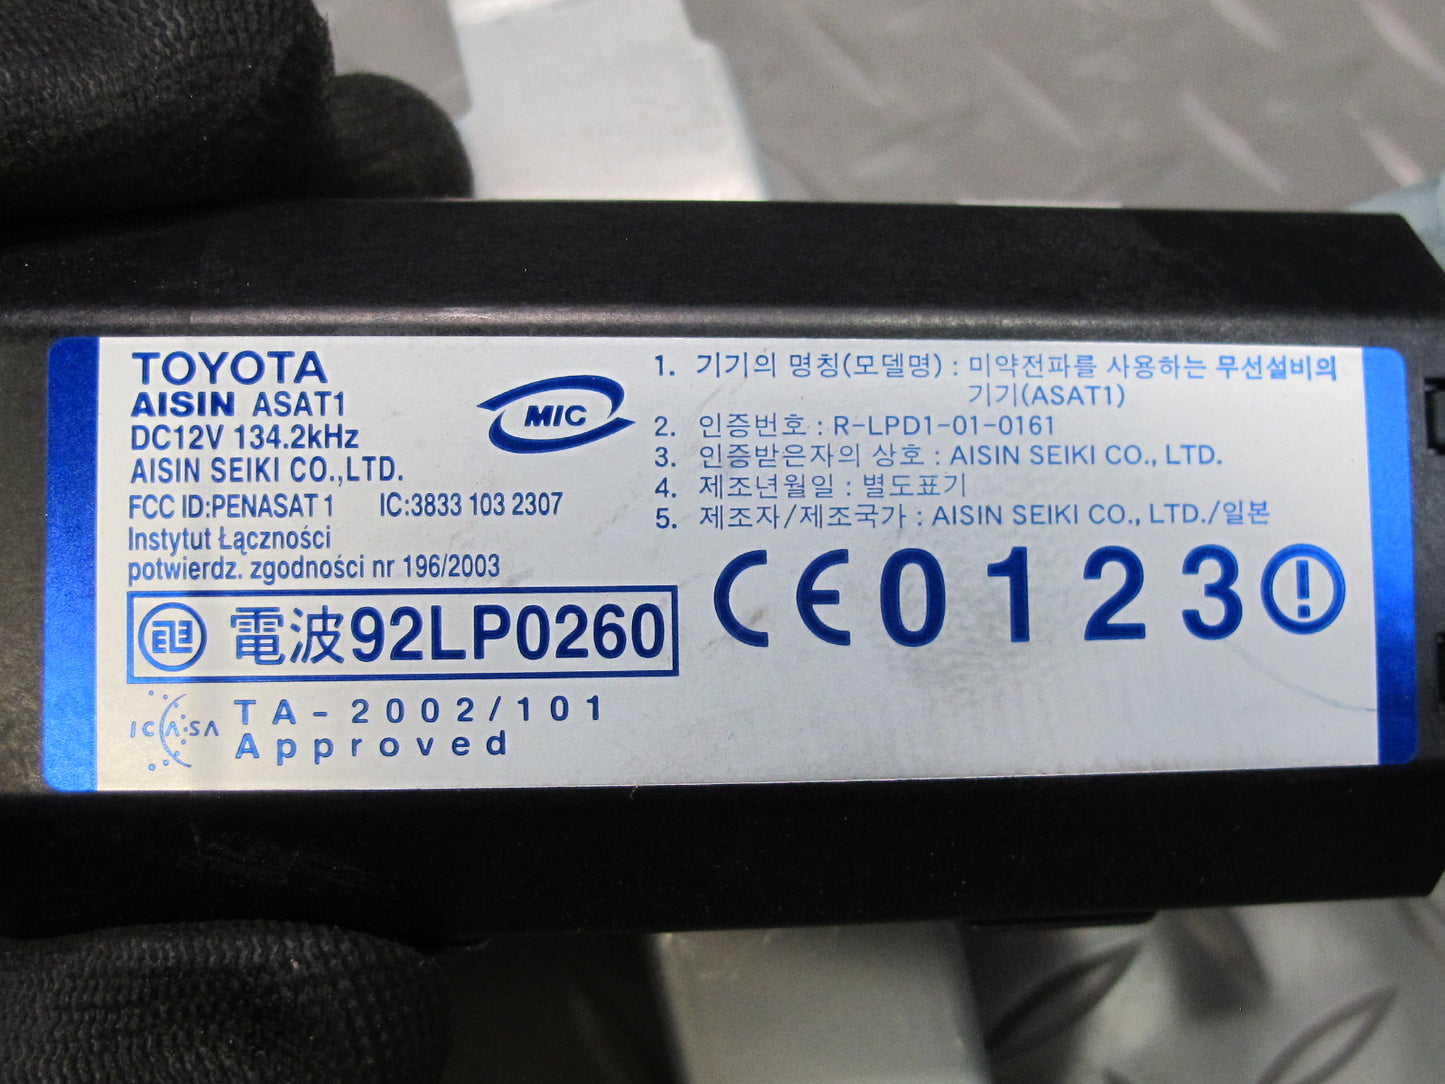 TOYOTA
AISIN ASAT1
DC12V 134.2kHz
AISIN SEIKI CO.,LTD.
FCC ID:PENASAT1 IC:3833 103 2307
Instytut Łączności
potwierdz. zgodności nr 196/2003
電波92LP0260
ICASA
TA-2002/101
Approved
MIC
1. 기기의 명칭(모델명) : 미약전파를 사용하는 무선설비의
기기(ASAT1)
2. 인증번호 : R-LPD1-01-0161
3. 인증받은자의 상호 : AISIN SEIKI CO., LTD.
4. 제조년월일 : 별도표기
5. 제조자/제조국가 : AISIN SEIKI CO., LTD./일본
CE0123!